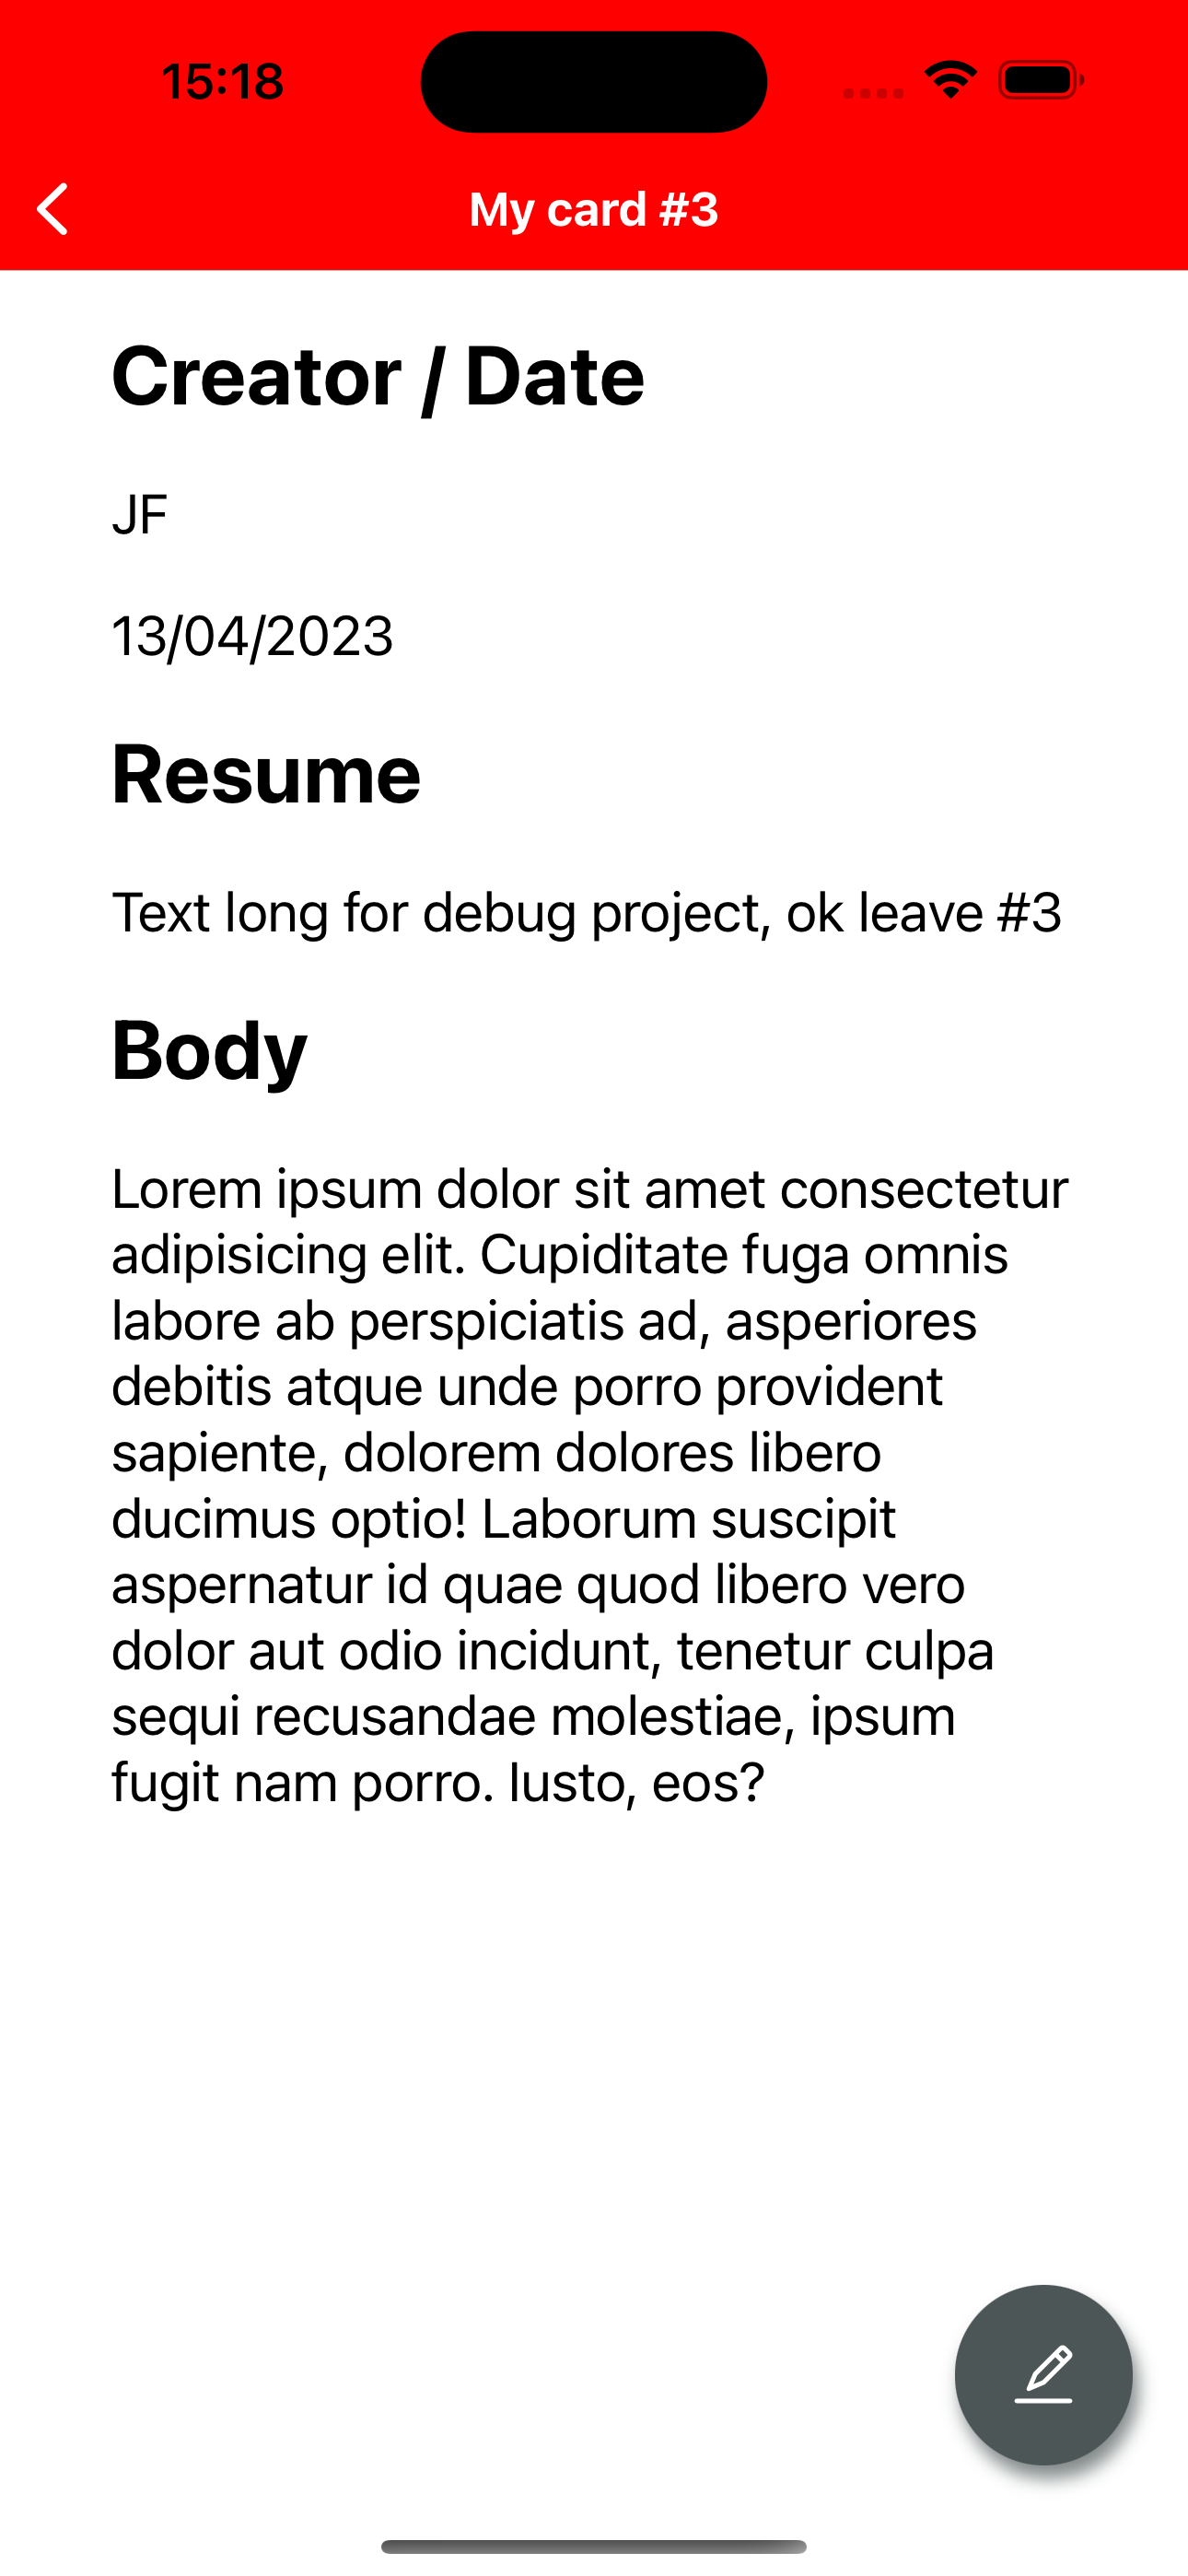 15:18
My card #3
Creator / Date
JF
13/04/2023
Resume
Text long for debug project, ok leave #3
Body
Lorem ipsum dolor sit amet consectetur
adipisicing elit. Cupiditate fuga omnis
labore ab perspiciatis ad, asperiores
debitis atque unde porro provident
sapiente, dolorem dolores libero
ducimus optio! Laborum suscipit
aspernatur id quae quod libero vero
dolor aut odio incidunt, tenetur culpa
sequi recusandae molestiae, ipsum
fugit nam porro. Iusto, eos?